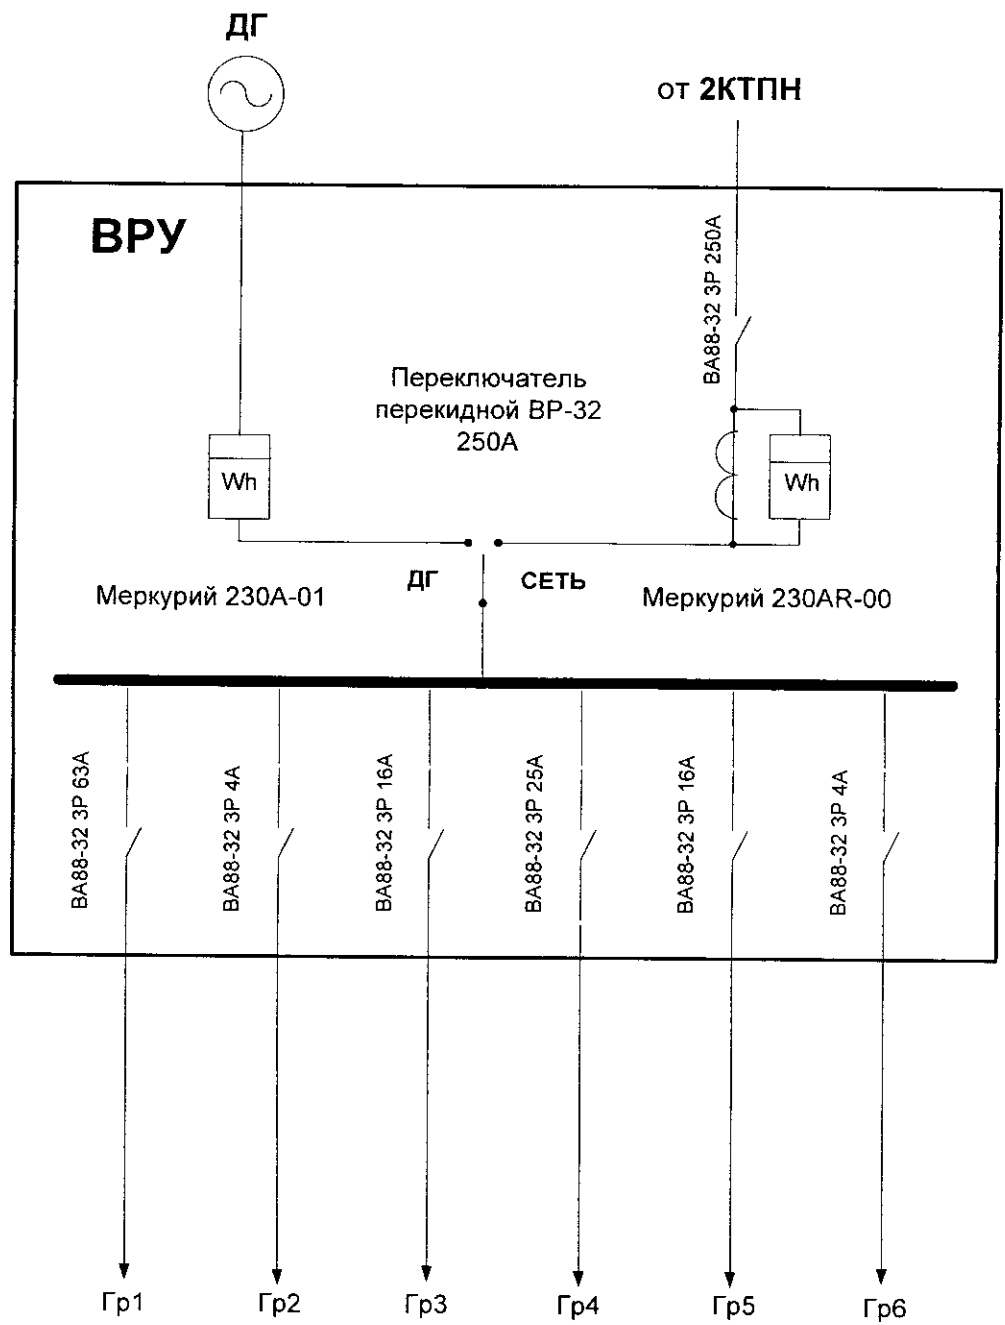 ДГ
от 2КТПН
ВРУ
ВА88-32 3Р 250А
Переключатель
перекидной ВР-32
250А
Wh
Wh
ДГ
СЕТЬ
Меркурий 230А-01
Меркурий 230AR-00
ВА88-32 3Р 63А
ВА88-32 3Р 4А
ВА88-32 3Р 16А
ВА88-32 3Р 25А
ВА88-32 3Р 16А
ВА88-32 3Р 4А
Гр1
Гр2
Гр3
Гр4
Гр5
Гр6